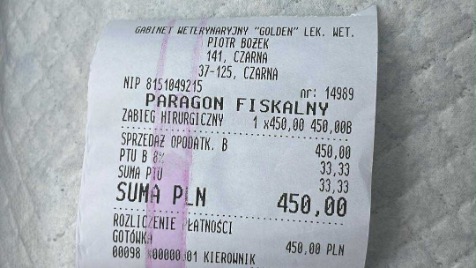 GABINET WETERYNARYJNY "GOLDEN" LEK. WET.
PIOTR BOŻEK
141, CZARNA
37-125, CZARNA
NIP 8151049215 nr: 14989
PARAGON FISKALNY
ZABIEG HIRURGICZNY 1 x450,00 450,00B
SPRZEDAŻ OPODATK. B 450,00
PTU B 8% 33,33
SUMA PTU 33,33
SUMA PLN 450,00
ROZLICZENIE PŁATNOŚCI
GOTÓWKA 450,00 PLN
00098 #01 KIEROWNIK